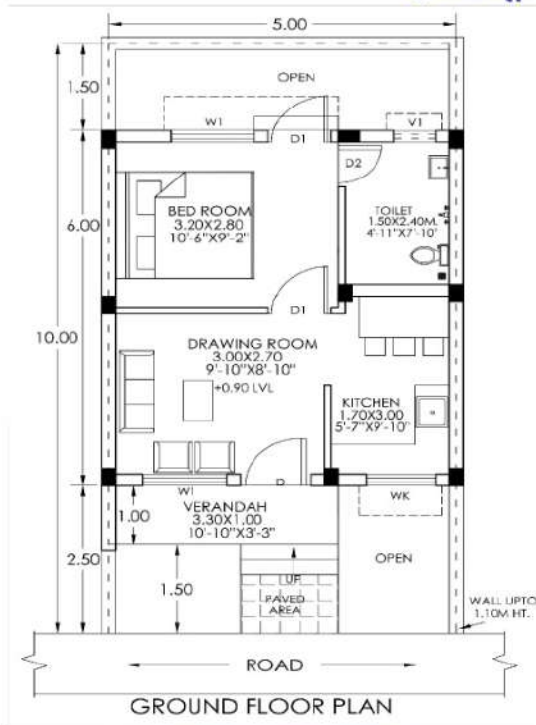 5.00
1.50
OPEN
W1
D1
V1
D2
6.00
BED ROOM
3.20X2.80
10'-6"X9'-2"
TOILET
1.50X2.40M.
4'-11"X7'-10"
D1
10.00
DRAWING ROOM
3.00X2.70
9'-10"X8'-10"
+0.90 LVL
KITCHEN
1.70X3.00
5'-7"X9'-10"
W1
D
WK
VERANDAH
3.30X1.00
10'-10"X3'-3"
1.00
2.50
1.50
OPEN
UP
PAVED
AREA
WALL UPTO
1.10M HT.
ROAD
GROUND FLOOR PLAN